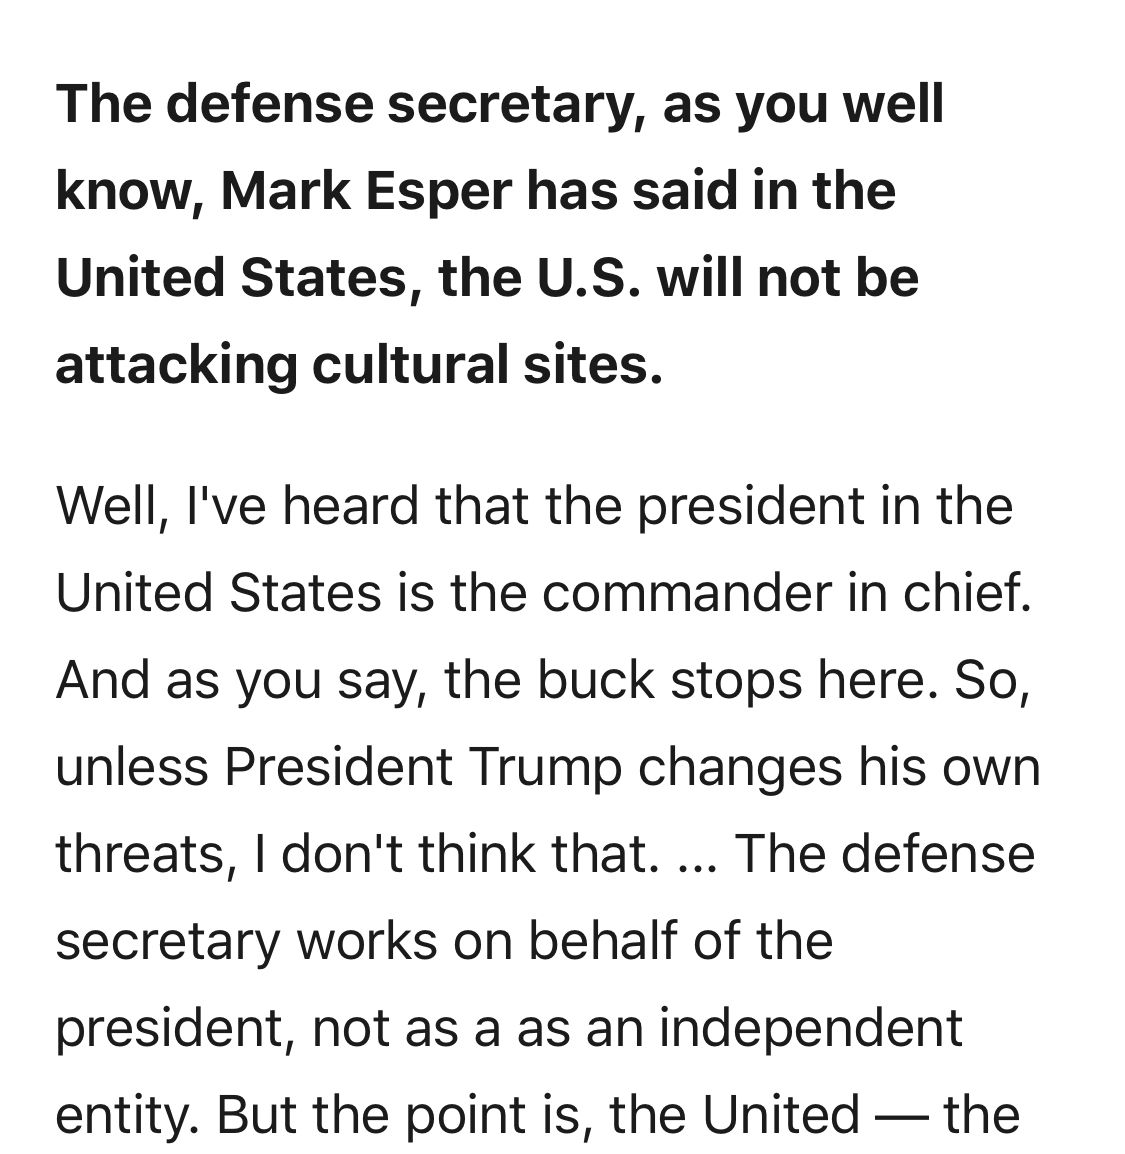 The defense secretary, as you well
know, Mark Esper has said in the
United States, the U.S. will not be
attacking cultural sites.
Well, I've heard that the president in the
United States is the commander in chief.
And as you say, the buck stops here. So,
unless President Trump changes his own
threats, I don't think that. ... The defense
secretary works on behalf of the
president, not as a as an independent
entity. But the point is, the United — the